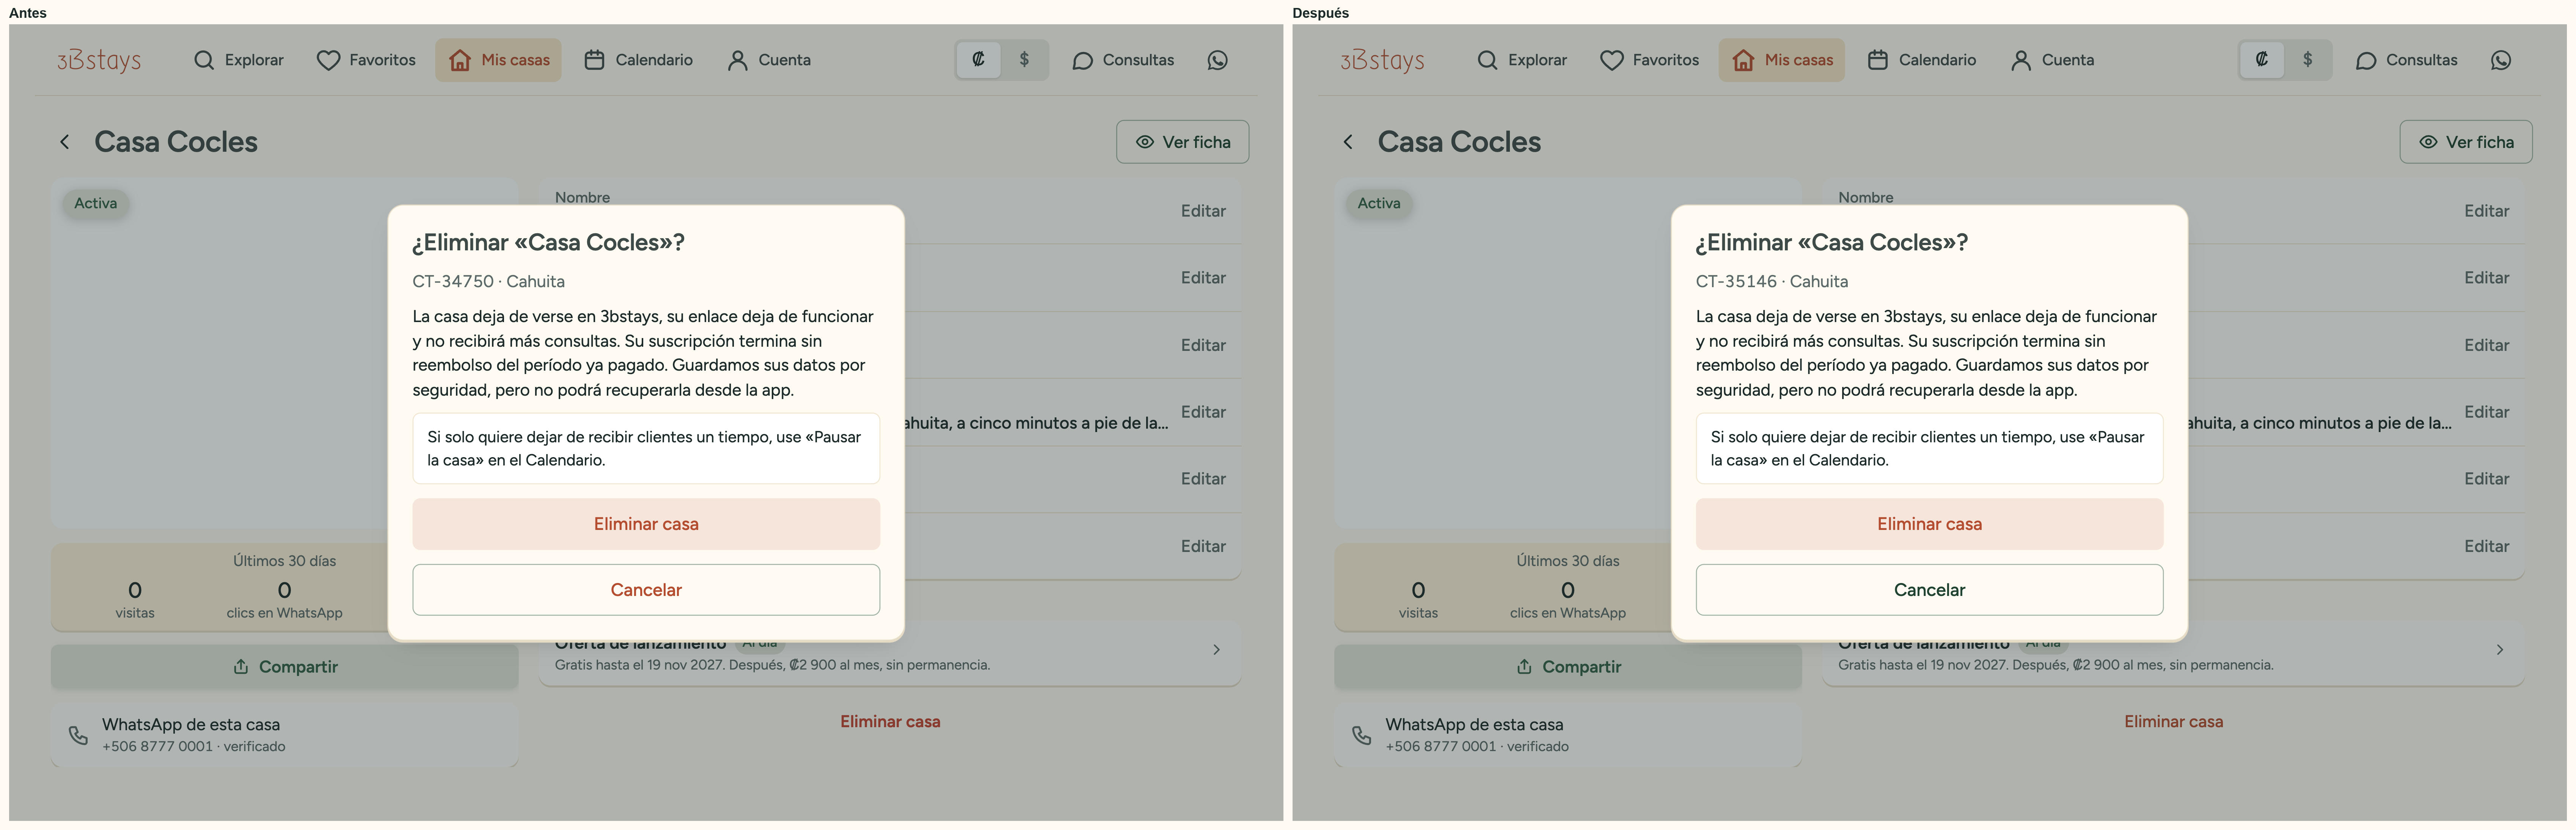 Antes
3Bstays
Explorar
Favoritos
Mis casas
Calendario
Cuenta
₡
$
Consultas
Casa Cocles
Ver ficha
Activa
Nombre
Editar
Editar
Editar
ahuita, a cinco minutos a pie de la...
Editar
Editar
Editar
¿Eliminar «Casa Cocles»?
CT-34750 · Cahuita
La casa deja de verse en 3bstays, su enlace deja de funcionar
y no recibirá más consultas. Su suscripción termina sin
reembolso del período ya pagado. Guardamos sus datos por
seguridad, pero no podrá recuperarla desde la app.
Si solo quiere dejar de recibir clientes un tiempo, use «Pausar
la casa» en el Calendario.
Eliminar casa
Cancelar
Últimos 30 días
0
visitas
0
clics en WhatsApp
Compartir
WhatsApp de esta casa
+506 8777 0001 · verificado
Oferta de lanzamiento
Al día
Gratis hasta el 19 nov 2027. Después, ₡2 900 al mes, sin permanencia.
Eliminar casa
Después
3Bstays
Explorar
Favoritos
Mis casas
Calendario
Cuenta
₡
$
Consultas
Casa Cocles
Ver ficha
Activa
Nombre
Editar
Editar
Editar
ahuita, a cinco minutos a pie de la...
Editar
Editar
Editar
¿Eliminar «Casa Cocles»?
CT-35146 · Cahuita
La casa deja de verse en 3bstays, su enlace deja de funcionar
y no recibirá más consultas. Su suscripción termina sin
reembolso del período ya pagado. Guardamos sus datos por
seguridad, pero no podrá recuperarla desde la app.
Si solo quiere dejar de recibir clientes un tiempo, use «Pausar
la casa» en el Calendario.
Eliminar casa
Cancelar
Últimos 30 días
0
visitas
0
clics en WhatsApp
Compartir
WhatsApp de esta casa
+506 8777 0001 · verificado
Oferta de lanzamiento
Al día
Gratis hasta el 19 nov 2027. Después, ₡2 900 al mes, sin permanencia.
Eliminar casa